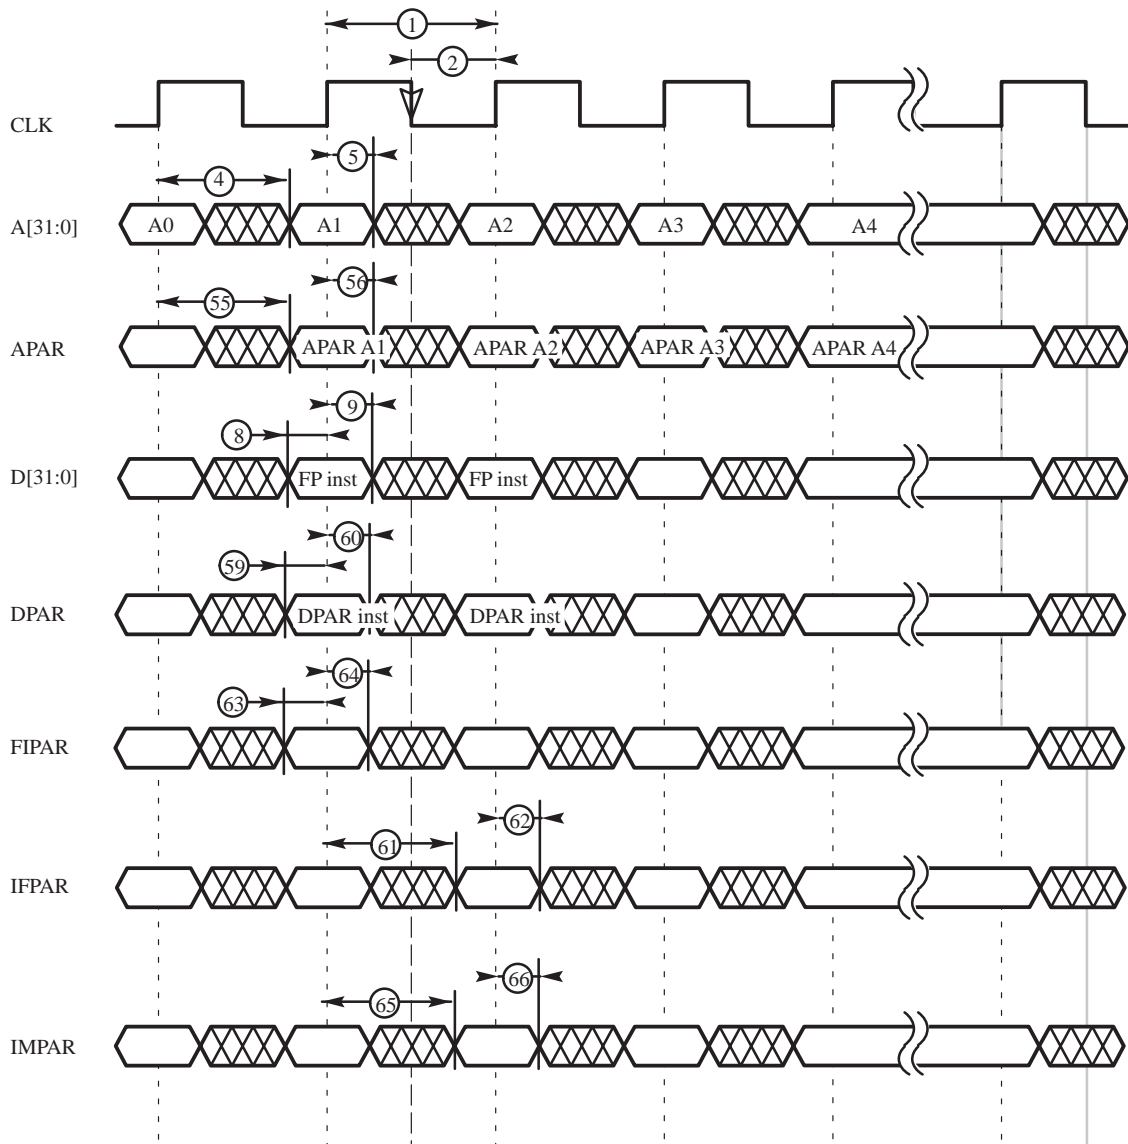 1
2
CLK
5
4
A[31:0]
A0
A1
A2
A3
A4
56
55
APAR
APAR A1
APAR A2
APAR A3
APAR A4
9
8
D[31:0]
FP inst
FP inst
60
59
DPAR
DPAR inst
DPAR inst
64
63
FIPAR
62
61
IFPAR
66
65
IMPAR